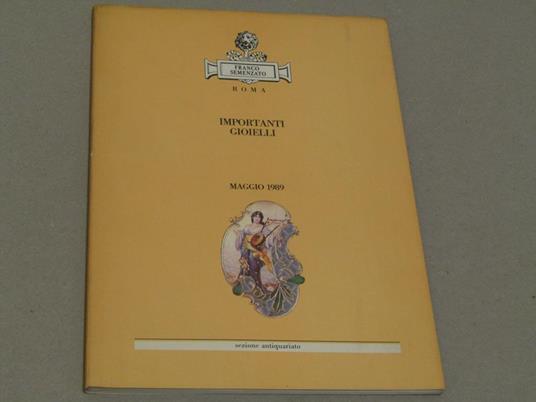 FRANCO
SEMENZATO
ROMA
IMPORTANTI
GIOIELLI
MAGGIO 1989
sezione antiquariato